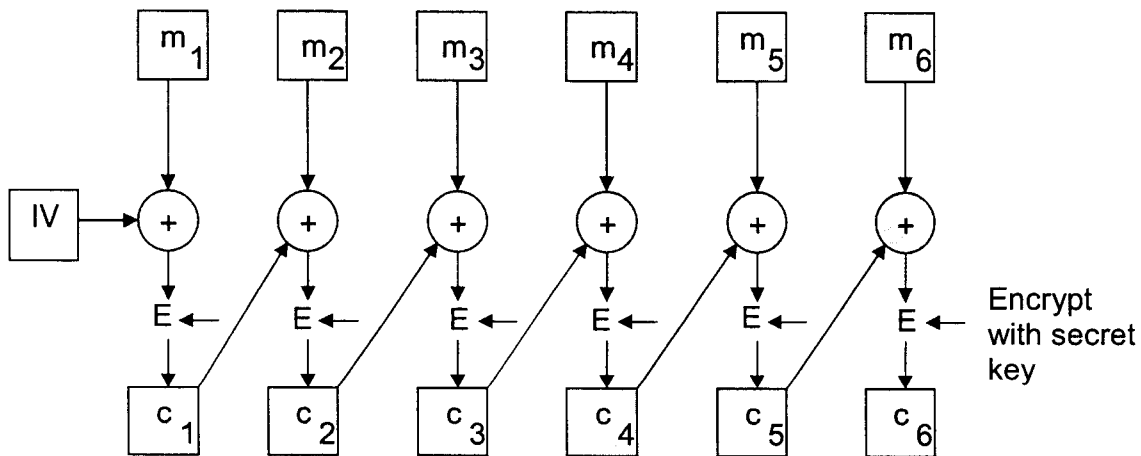 m1 m2 m3 m4 m5 m6
IV + + + + + +
E E E E E E
Encrypt
with secret
key
c1 c2 c3 c4 c5 c6